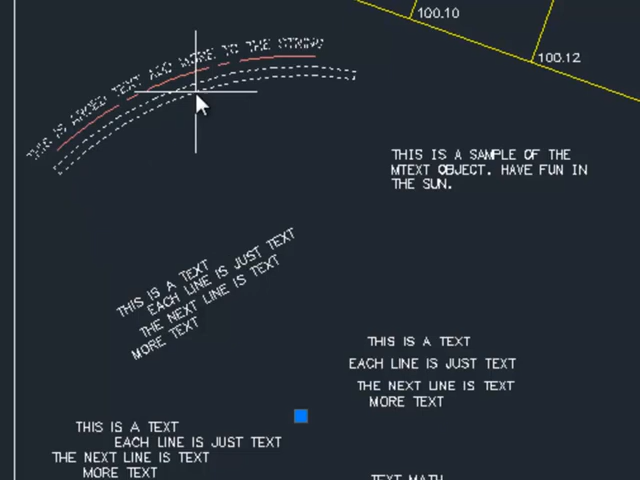 100.10
100.12
THIS IS ARCED TEXT ADD MORE TO THE STRING
THIS IS A SAMPLE OF THE
MTEXT OBJECT. HAVE FUN IN
THE SUN.
THIS IS A TEXT
EACH LINE IS JUST TEXT
THE NEXT LINE IS TEXT
MORE TEXT
THIS IS A TEXT
EACH LINE IS JUST TEXT
THE NEXT LINE IS TEXT
MORE TEXT
THIS IS A TEXT
EACH LINE IS JUST TEXT
THE NEXT LINE IS TEXT
MORE TEXT
TEXT MATH